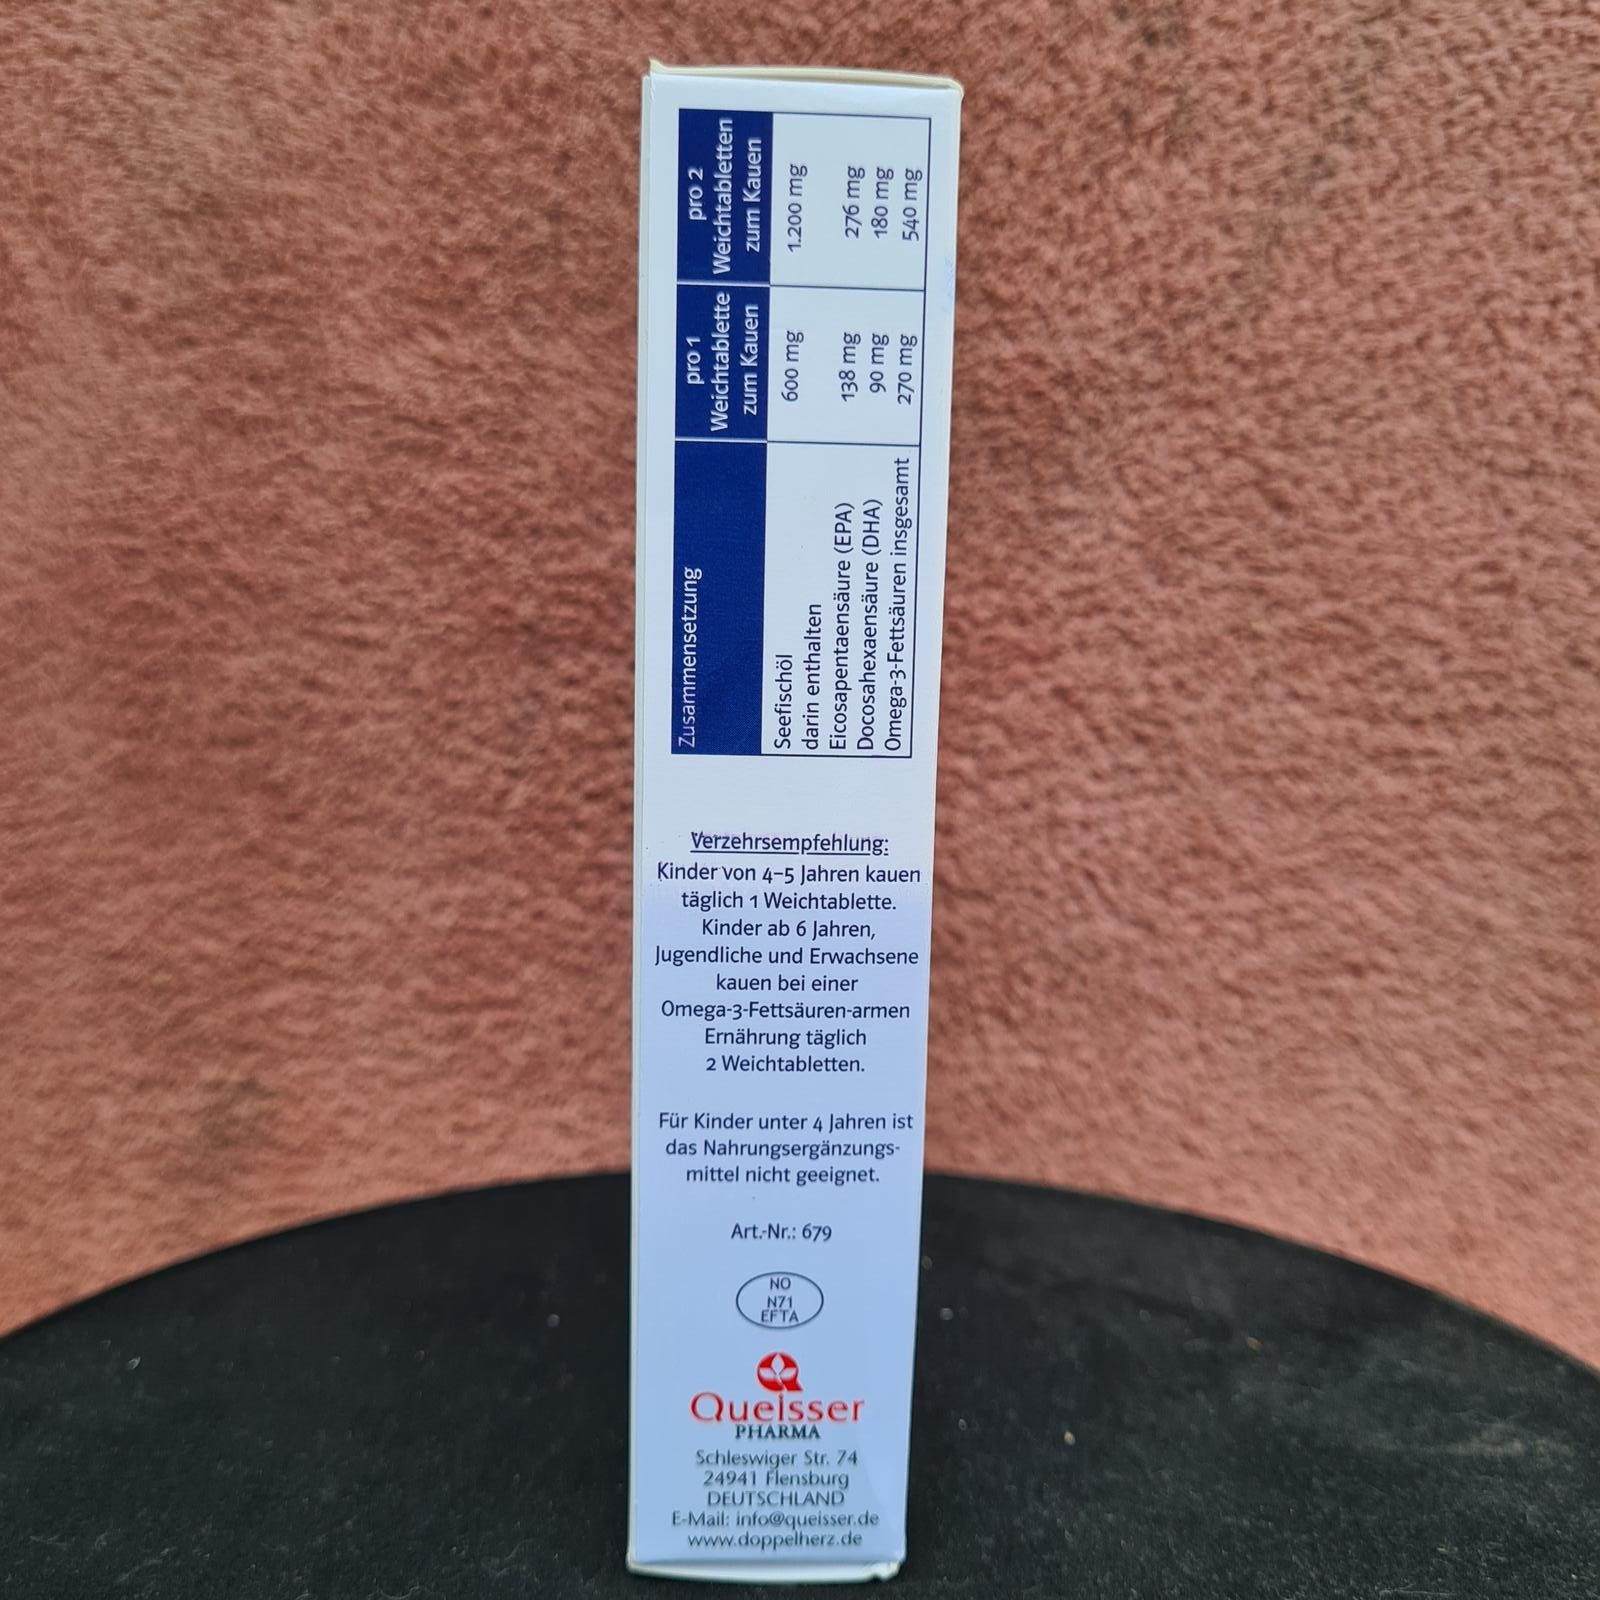 Zusammensetzung
pro 1
Weichtablette
zum Kauen
pro 2
Weichtabletten
zum Kauen
Seefischöl 600 mg 1.200 mg
darin enthalten
Eicosapentaensäure (EPA) 138 mg 276 mg
Docosahexaensäure (DHA) 90 mg 180 mg
Omega-3-Fettsäuren insgesamt 270 mg 540 mg
Verzehrsempfehlung:
Kinder von 4–5 Jahren kauen
täglich 1 Weichtablette.
Kinder ab 6 Jahren,
Jugendliche und Erwachsene
kauen bei einer
Omega-3-Fettsäuren-armen
Ernährung täglich
2 Weichtabletten.
Für Kinder unter 4 Jahren ist
das Nahrungsergänzungs-
mittel nicht geeignet.
Art.-Nr.: 679
NO
N71
EFTA
Queisser
PHARMA
Schleswiger Str. 74
24941 Flensburg
DEUTSCHLAND
E-Mail: info@queisser.de
www.doppelherz.de